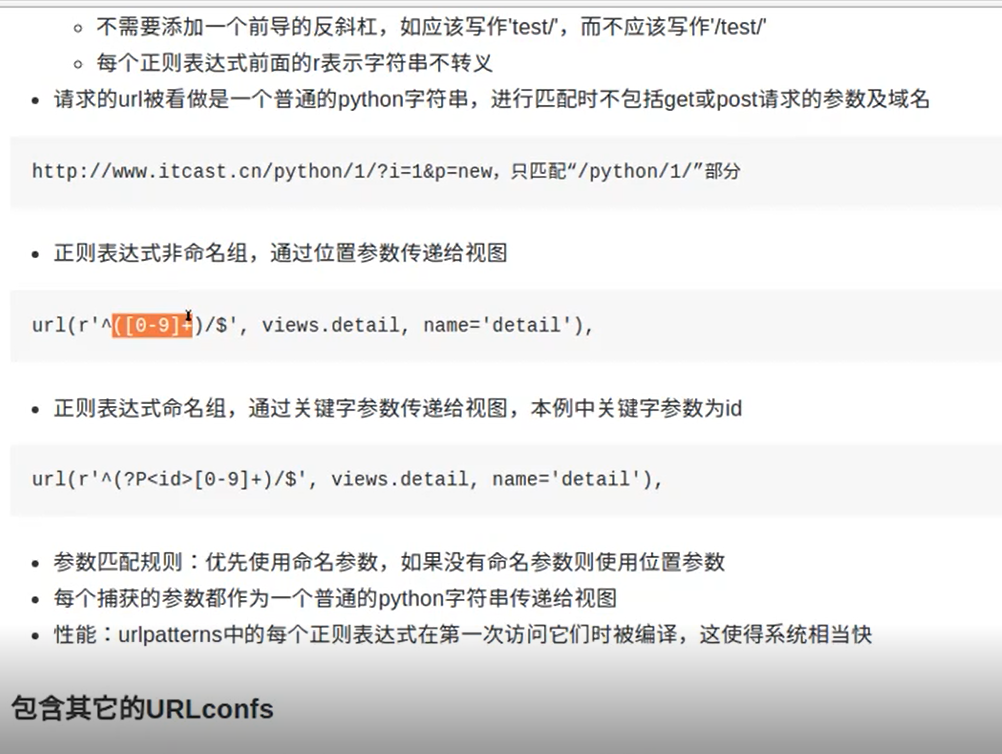 不需要添加一个前导的反斜杠，如应该写作'test/'，而不应该写作'/test/'
每个正则表达式前面的r表示字符串不转义
请求的url被看做是一个普通的python字符串，进行匹配时不包括get或post请求的参数及域名
http://www.itcast.cn/python/1/?i=1&p=new，只匹配“/python/1/”部分
正则表达式非命名组，通过位置参数传递给视图
url(r'^([0-9]+)/$', views.detail, name='detail'),
正则表达式命名组，通过关键字参数传递给视图，本例中关键字参数为id
url(r'^(?P<id>[0-9]+)/$', views.detail, name='detail'),
参数匹配规则：优先使用命名参数，如果没有命名参数则使用位置参数
每个捕获的参数都作为一个普通的python字符串传递给视图
性能：urlpatterns中的每个正则表达式在第一次访问它们时被编译，这使得系统相当快
包含其它的URLconfs